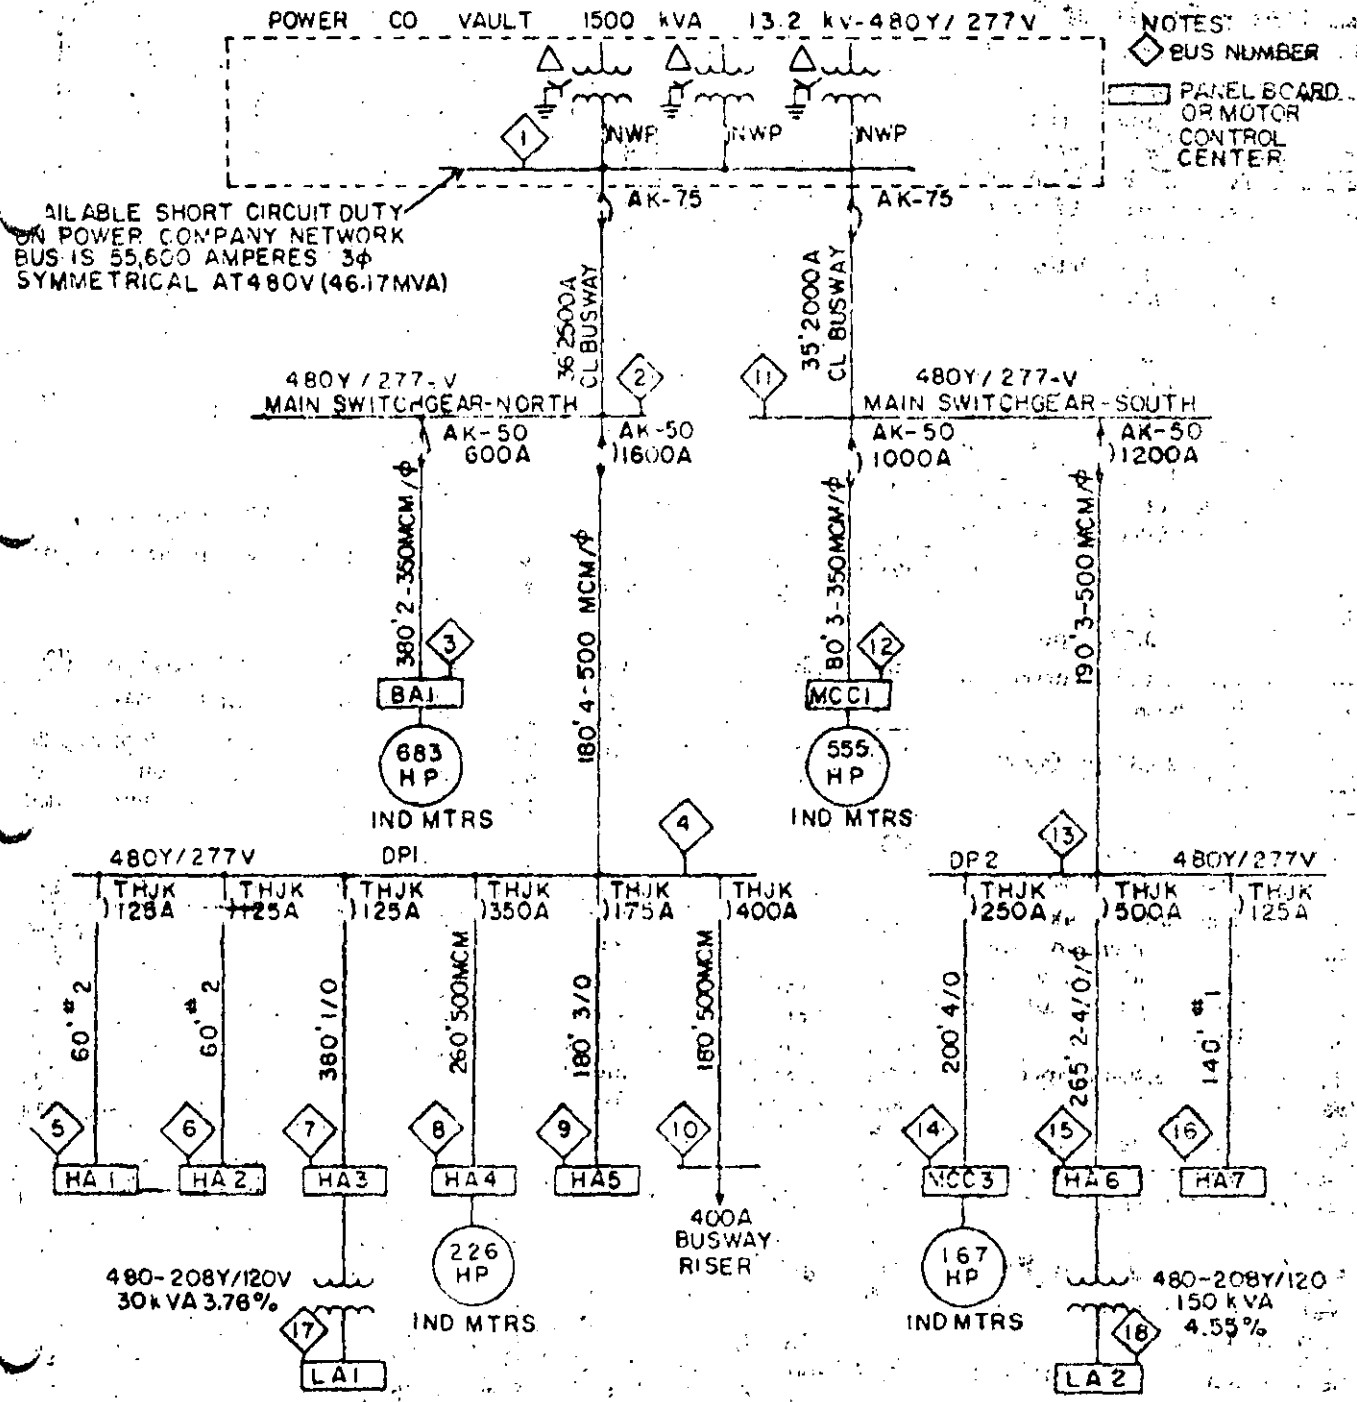 POWER CO VAULT 1500 kVA 13.2 kv-480Y/277V
NOTES:
BUS NUMBER
PANEL BOARD
OR MOTOR
CONTROL
CENTER
NWP
NWP
NWP
1
AK-75
AK-75
AILABLE SHORT CIRCUIT DUTY
ON POWER COMPANY NETWORK
BUS IS 55,600 AMPERES 3ϕ
SYMMETRICAL AT 480V (46.17MVA)
36' 2500A
CL BUSWAY
35' 2000A
CL BUSWAY
2
11
480Y/277-V
MAIN SWITCHGEAR-NORTH
480Y/277-V
MAIN SWITCHGEAR-SOUTH
AK-50
600A
AK-50
1600A
AK-50
1000A
AK-50
1200A
380' 2-350MCM/ϕ
180' 4-500 MCM/ϕ
80' 3-350MCM/ϕ
190' 3-500 MCM/ϕ
3
12
BA1
MCC1
683
HP
555
HP
IND MTRS
IND MTRS
4
13
480Y/277V
DP1
DP2
480Y/277V
THJK
125A
THJK
125A
THJK
125A
THJK
350A
THJK
175A
THJK
400A
THJK
250A
THJK
500A
THJK
125A
60' #2
60' #2
380' 1/0
260' 500MCM
180' 3/0
180' 500MCM
200' 4/0
265' 2-4/0/ϕ
140' #1
5
6
7
8
9
10
14
15
16
HA1
HA2
HA3
HA4
HA5
MCC3
HA6
HA7
400A
BUSWAY
RISER
226
HP
167
HP
480-208Y/120V
30kVA 3.76%
IND MTRS
IND MTRS
480-208Y/120
150 kVA
4.55%
17
18
LA1
LA2